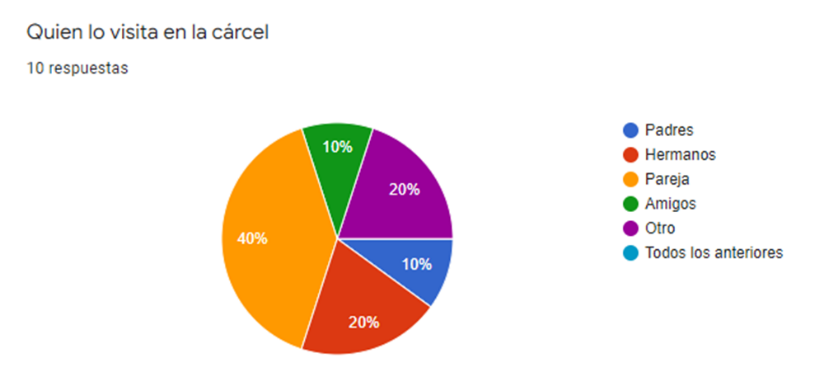 Quien lo visita en la cárcel
10 respuestas
10%
20%
40%
10%
20%
Padres
Hermanos
Pareja
Amigos
Otro
Todos los anteriores